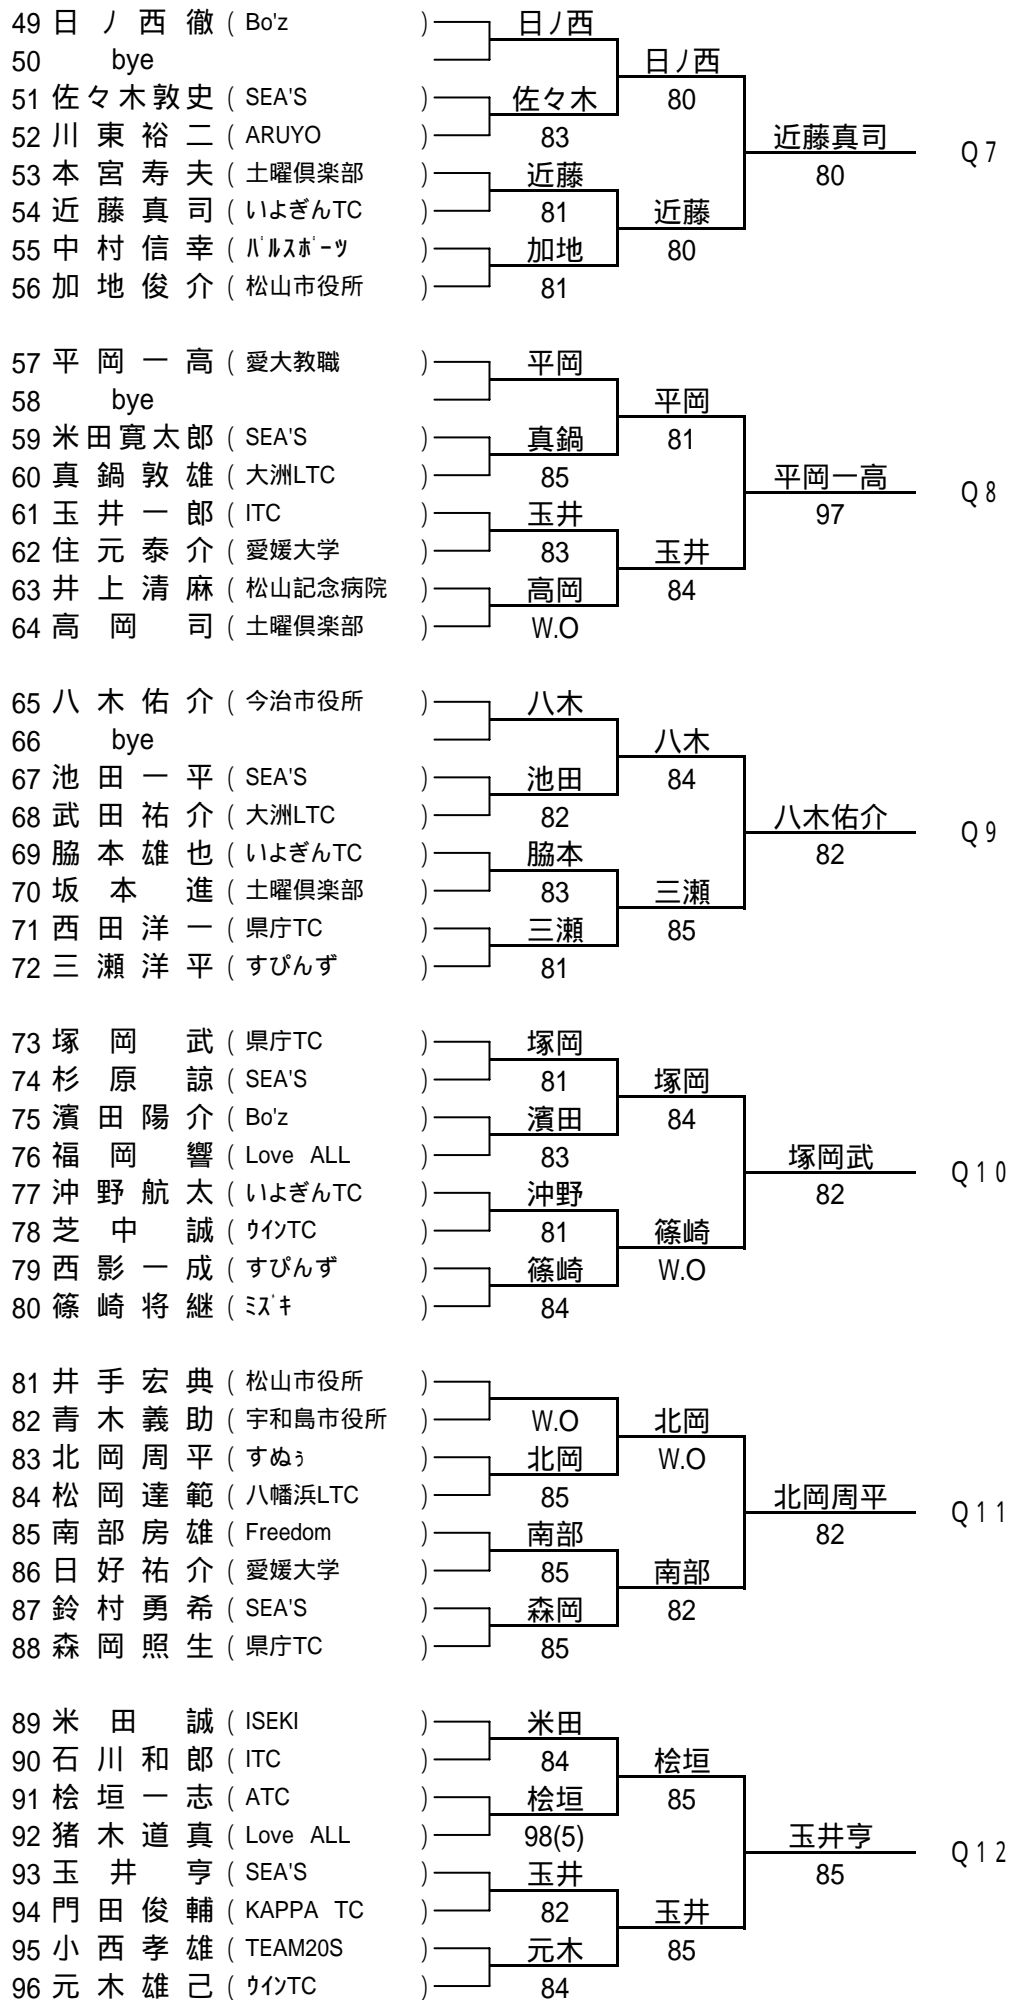 49 日ノ西 徹 ( Bo'z ) 日ノ西
50 bye 日ノ西
51 佐々木敦史 ( SEA'S ) 佐々木 80
52 川東裕二 ( ARUYO ) 83 近藤真司 Q7
53 本宮寿夫 ( 土曜倶楽部 ) 近藤 80
54 近藤真司 ( いよぎんTC ) 81 近藤
55 中村信幸 ( パルスポーツ ) 加地 80
56 加地俊介 ( 松山市役所 ) 81
57 平岡一高 ( 愛大教職 ) 平岡
58 bye 平岡
59 米田寛太郎 ( SEA'S ) 真鍋 81
60 真鍋敦雄 ( 大洲LTC ) 85 平岡一高 Q8
61 玉井一郎 ( ITC ) 玉井 97
62 住元泰介 ( 愛媛大学 ) 83 玉井
63 井上清麻 ( 松山記念病院 ) 高岡 84
64 高岡 司 ( 土曜倶楽部 ) W.O
65 八木佑介 ( 今治市役所 ) 八木
66 bye 八木
67 池田一平 ( SEA'S ) 池田 84
68 武田祐介 ( 大洲LTC ) 82 八木佑介 Q9
69 脇本雄也 ( いよぎんTC ) 脇本 82
70 坂本 進 ( 土曜倶楽部 ) 83 三瀬
71 西田洋一 ( 県庁TC ) 三瀬 85
72 三瀬洋平 ( すぴんず ) 81
73 塚岡 武 ( 県庁TC ) 塚岡
74 杉原 諒 ( SEA'S ) 81 塚岡
75 濱田陽介 ( Bo'z ) 濱田 84
76 福岡 響 ( Love ALL ) 83 塚岡武 Q10
77 沖野航太 ( いよぎんTC ) 沖野 82
78 芝中 誠 ( ウインTC ) 81 篠崎
79 西影一成 ( すぴんず ) 篠崎 W.O
80 篠崎将継 ( ミズキ ) 84
81 井手宏典 ( 松山市役所 )
82 青木義助 ( 宇和島市役所 ) W.O 北岡
83 北岡周平 ( すぬぅ ) 北岡 W.O
84 松岡達範 ( 八幡浜LTC ) 85 北岡周平 Q11
85 南部房雄 ( Freedom ) 南部 82
86 日好祐介 ( 愛媛大学 ) 85 南部
87 鈴村勇希 ( SEA'S ) 森岡 82
88 森岡照生 ( 県庁TC ) 85
89 米田 誠 ( ISEKI ) 米田
90 石川和郎 ( ITC ) 84 桧垣
91 桧垣一志 ( ATC ) 桧垣 85
92 猪木道真 ( Love ALL ) 98(5) 玉井亨 Q12
93 玉井 亨 ( SEA'S ) 玉井 85
94 門田俊輔 ( KAPPA TC ) 82 玉井
95 小西孝雄 ( TEAM20S ) 元木 85
96 元木雄己 ( ウインTC ) 84